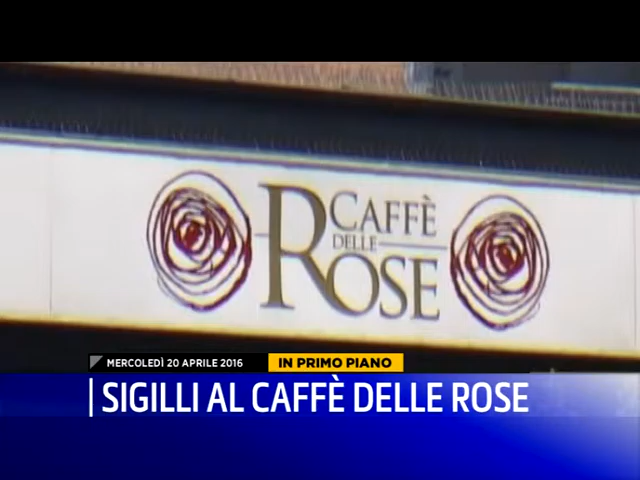 CAFFÈ
DELLE
ROSE
MERCOLEDÌ 20 APRILE 2016
IN PRIMO PIANO
SIGILLI AL CAFFÈ DELLE ROSE